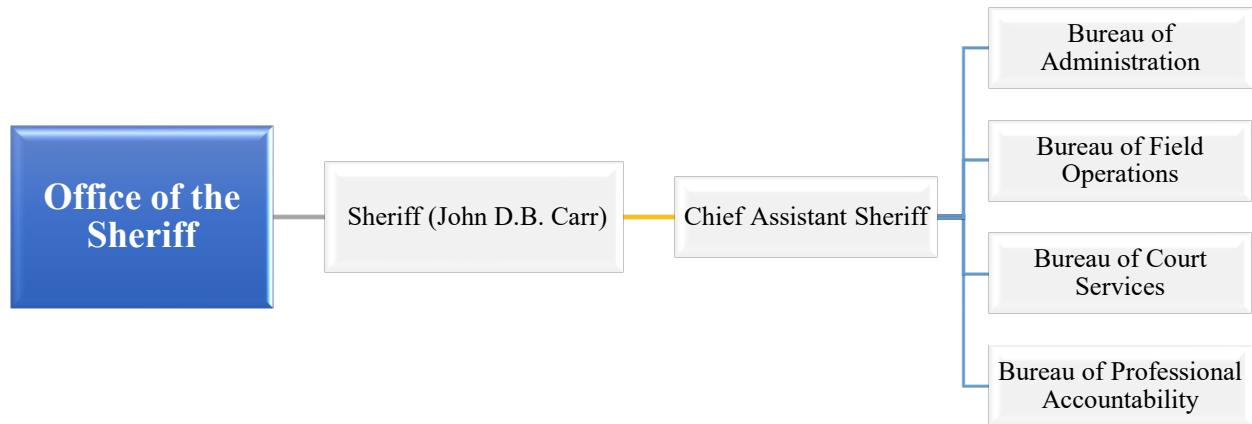 Office of the
Sheriff
Sheriff (John D.B. Carr)
Chief Assistant Sheriff
Bureau of
Administration
Bureau of Field
Operations
Bureau of Court
Services
Bureau of Professional
Accountability